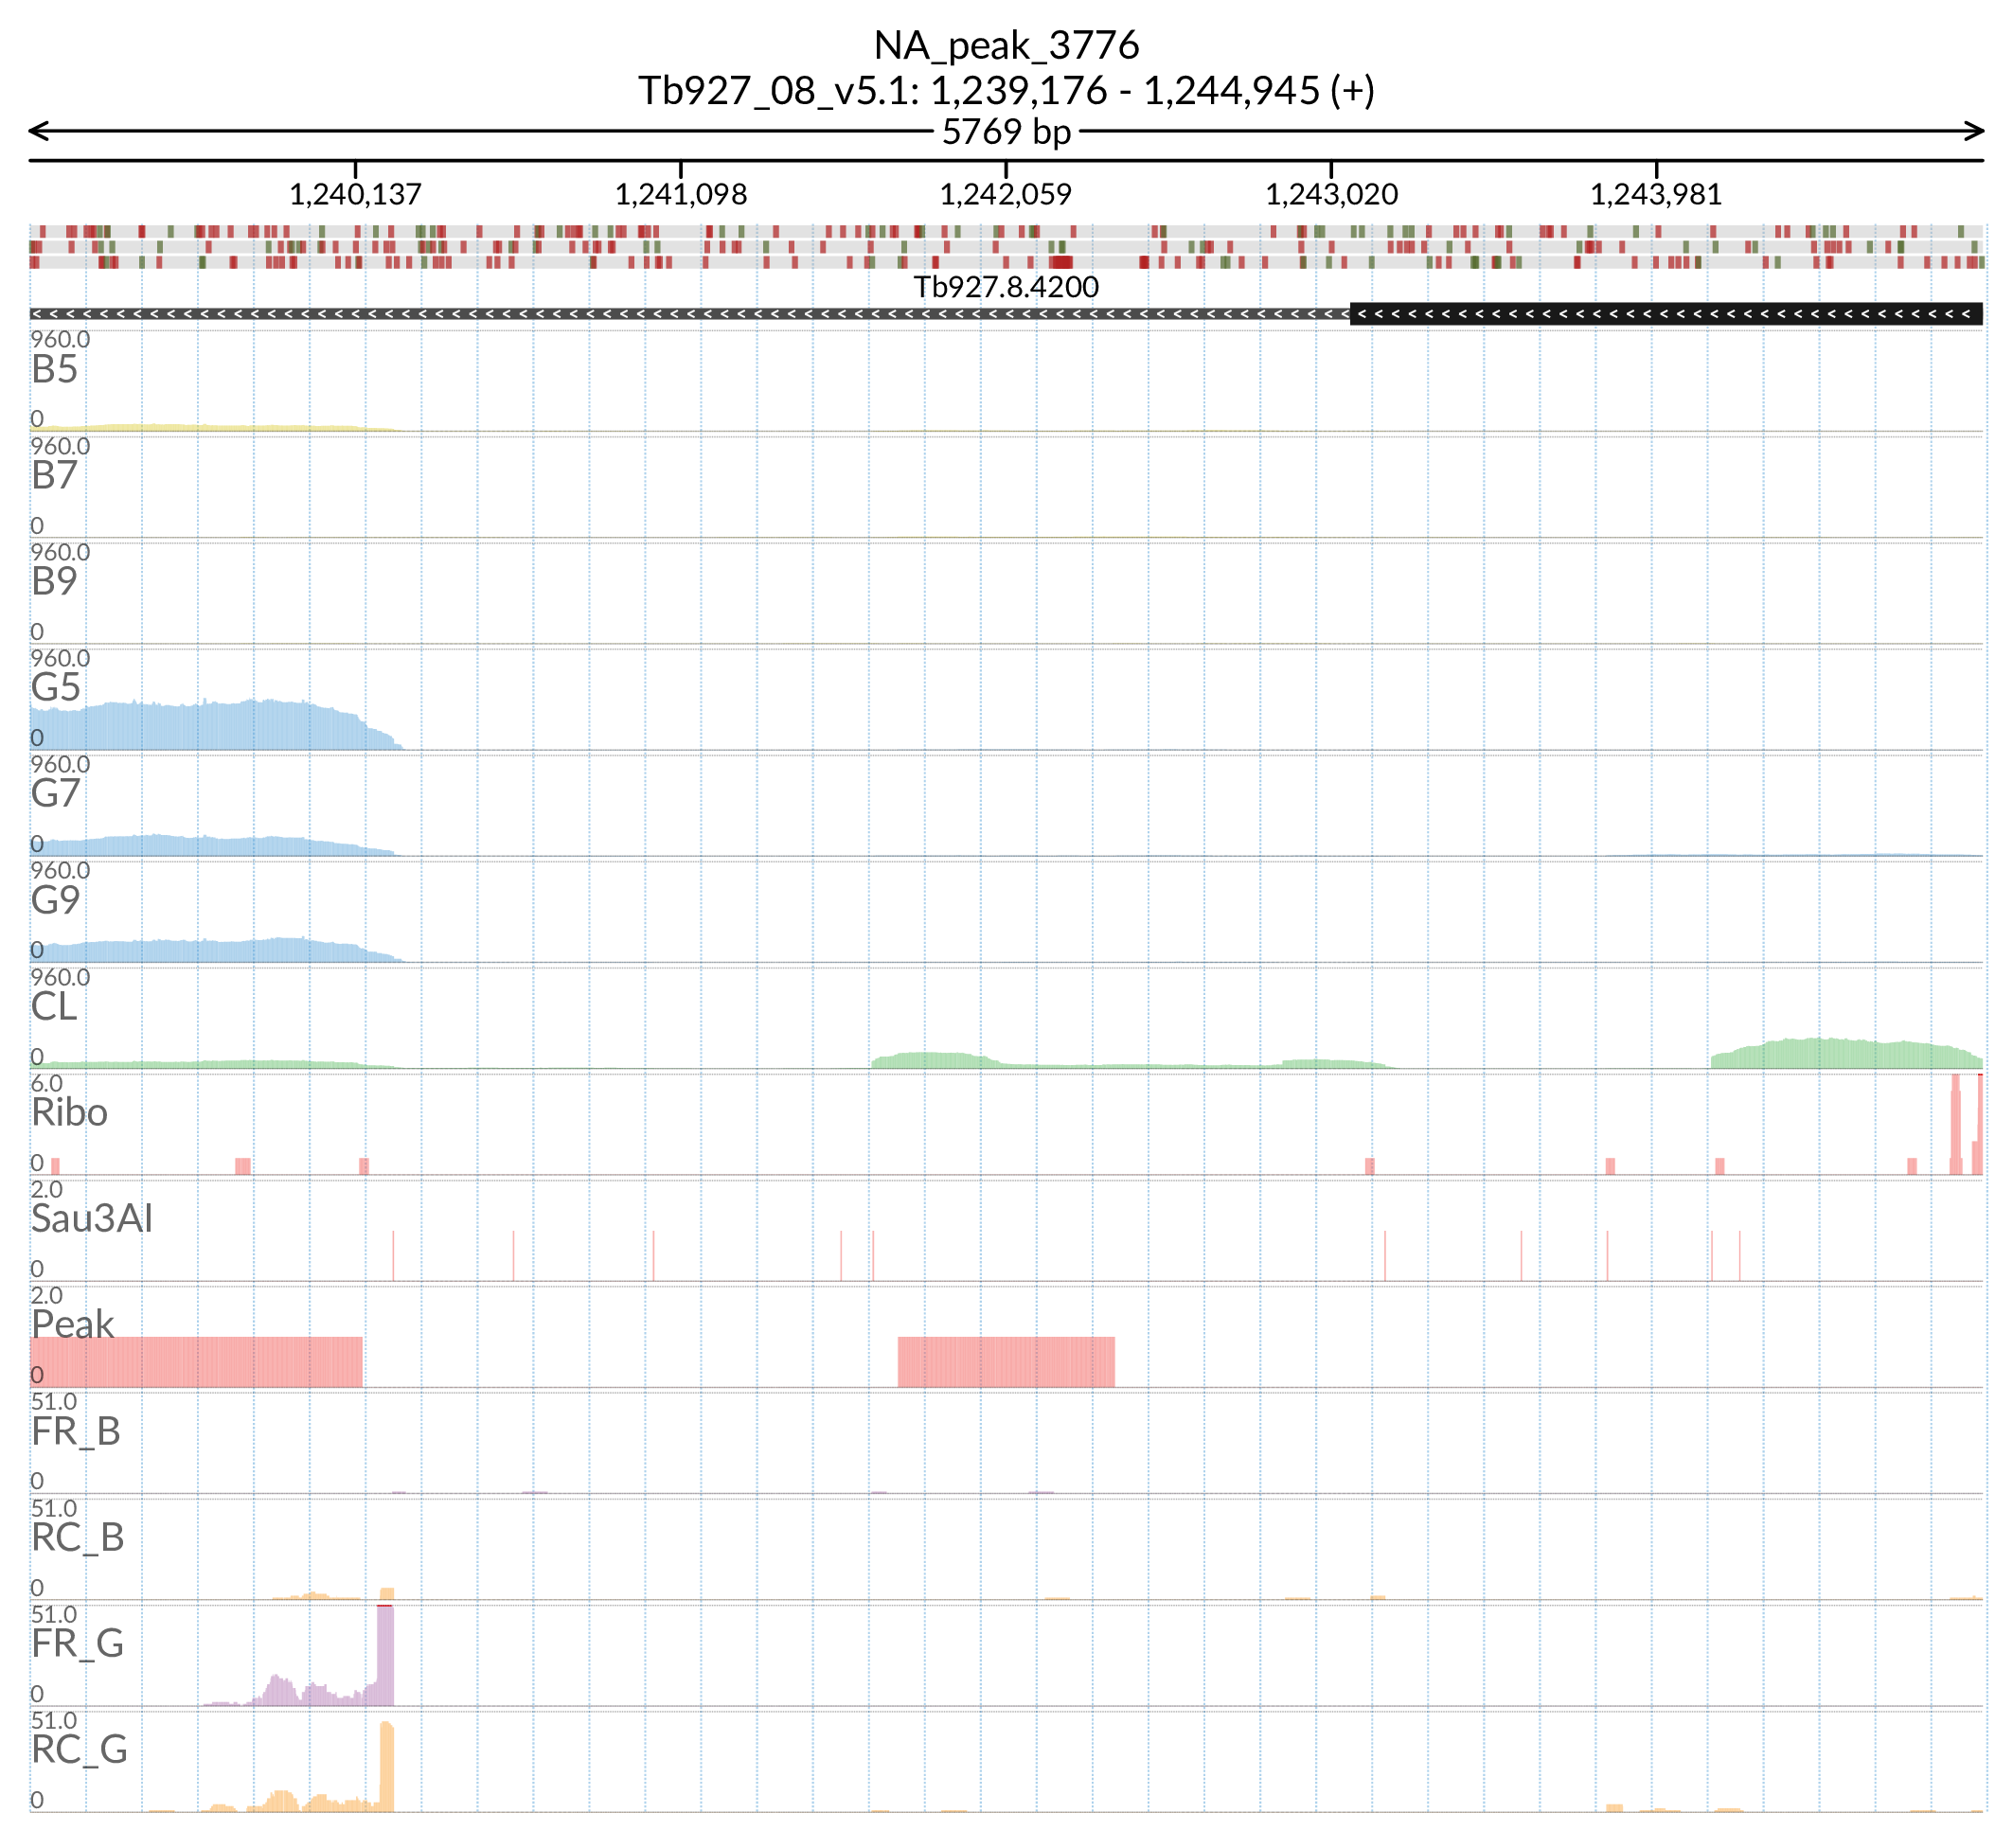 NA_peak_3776
Tb927_08_v5.1: 1,239,176 - 1,244,945 (+)
5769 bp
1,240,137 1,241,098 1,242,059 1,243,020 1,243,981
Tb927.8.4200
960.0
B5
0
960.0
B7
0
960.0
B9
0
960.0
G5
0
960.0
G7
0
960.0
G9
0
960.0
CL
0
6.0
Ribo
0
2.0
Sau3AI
0
2.0
Peak
0
51.0
FR_B
0
51.0
RC_B
0
51.0
FR_G
0
51.0
RC_G
0